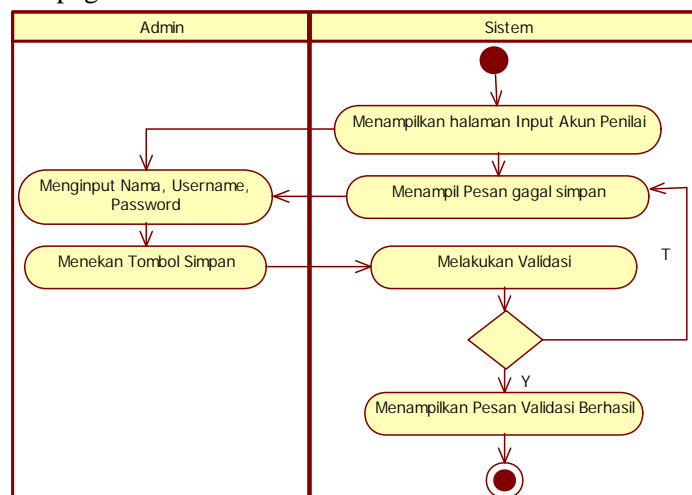 Admin
Sistem
Menampilkan halaman Input Akun Penilai
Menginput Nama, Username,
Password
Menampil Pesan gagal simpan
Menekan Tombol Simpan
Melakukan Validasi
T
Y
Menampilkan Pesan Validasi Berhasil